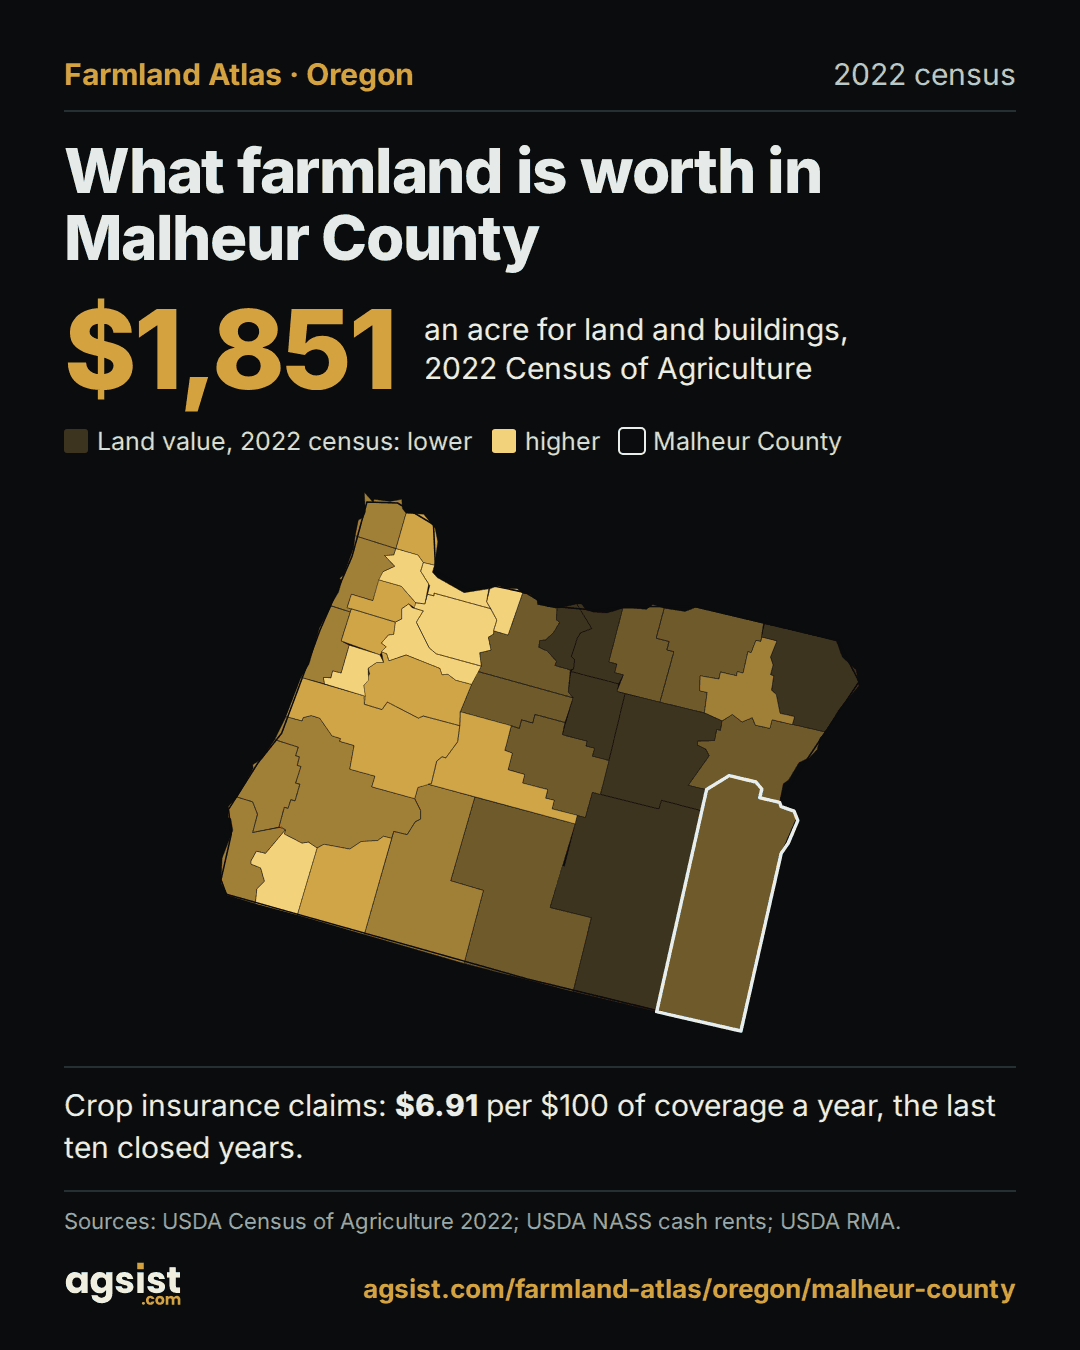 Farmland Atlas · Oregon
2022 census
What farmland is worth in
Malheur County
$1,851
an acre for land and buildings,
2022 Census of Agriculture
Land value, 2022 census: lower
higher
Malheur County
Crop insurance claims: $6.91 per $100 of coverage a year, the last
ten closed years.
Sources: USDA Census of Agriculture 2022; USDA NASS cash rents; USDA RMA.
agsist
.com
agsist.com/farmland-atlas/oregon/malheur-county